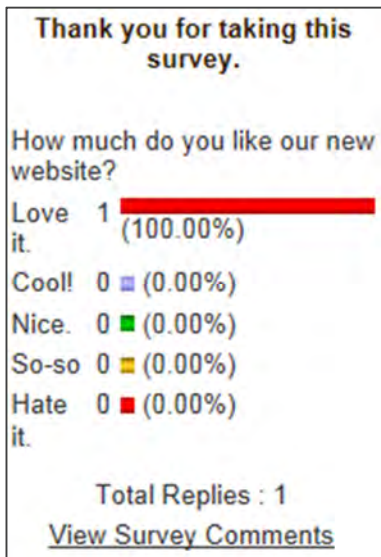 Thank you for taking this
survey.
How much do you like our new
website?
Love 1
it. (100.00%)
Cool! 0 (0.00%)
Nice. 0 (0.00%)
So-so 0 (0.00%)
Hate 0 (0.00%)
it.
Total Replies : 1
View Survey Comments